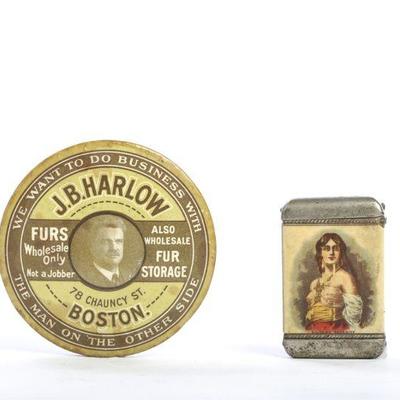 WE WANT TO DO BUSINESS WITH
J.B. HARLOW
FURS
Wholesale
Only
Not a Jobber
ALSO
WHOLESALE
FUR
STORAGE
78 CHAUNCY ST.
BOSTON.
THE MAN ON THE OTHER SIDE